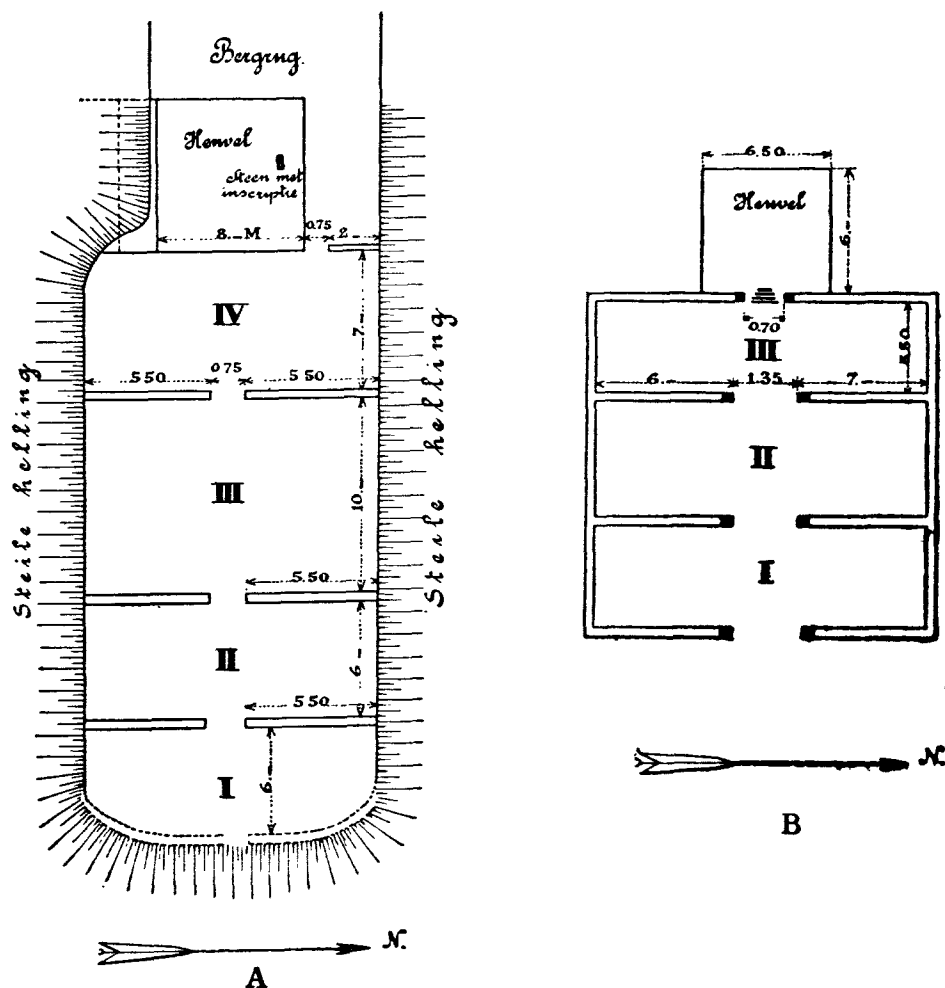 Bergrug.
Heuvel
Steen met
inscriptie
8.–M
0.75
2.–
IV
7.–
0.75
5.50
5.50
Steile helling
Steile helling
III
10.–
5.50
II
6.–
5.50
I
6.–
N.
A
6.50
Heuvel
6.–
0.70
III
5.50
6.–
1.35
7.–
II
I
N.
B